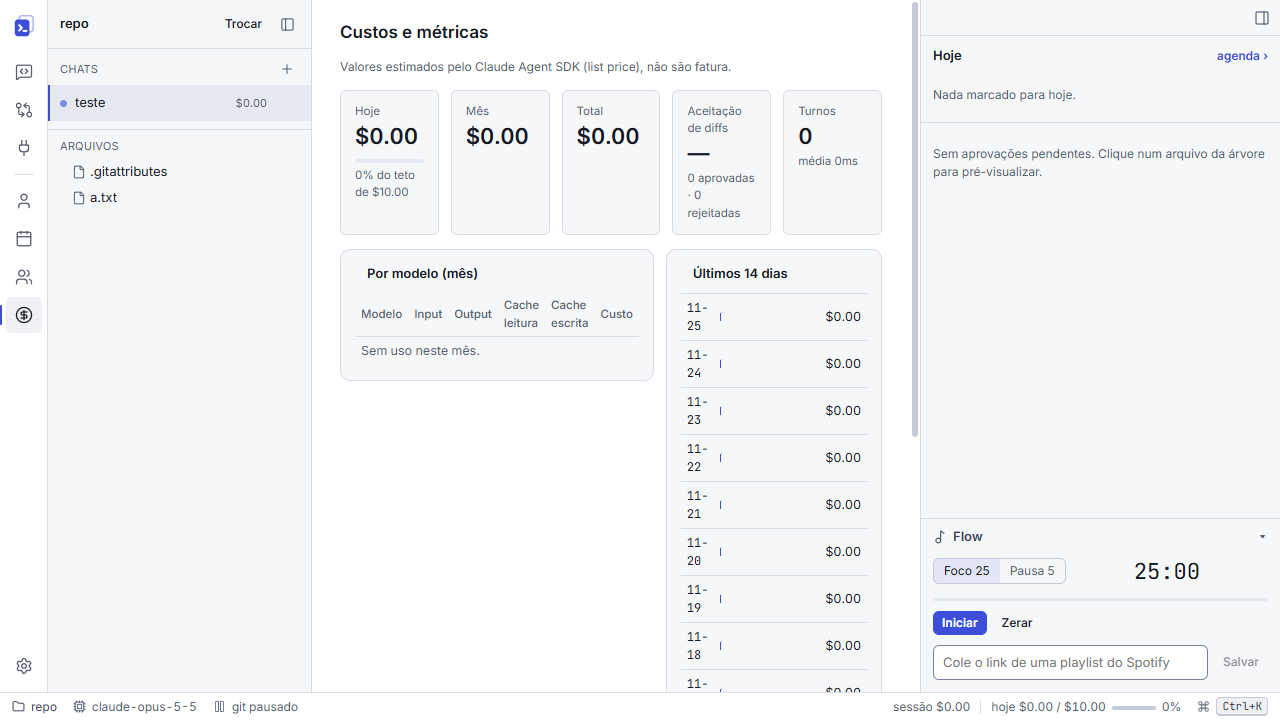 repo
Trocar
CHATS
teste
$0.00
ARQUIVOS
.gitattributes
a.txt
Custos e métricas
Valores estimados pelo Claude Agent SDK (list price), não são fatura.
Hoje
$0.00
0% do teto
de $10.00
Mês
$0.00
Total
$0.00
Aceitação
de diffs
—
0 aprovadas
· 0
rejeitadas
Turnos
0
média 0ms
Por modelo (mês)
Modelo Input Output Cache leitura Cache escrita Custo
Sem uso neste mês.
Últimos 14 dias
11-25 $0.00
11-24 $0.00
11-23 $0.00
11-22 $0.00
11-21 $0.00
11-20 $0.00
11-19 $0.00
11-18 $0.00
11- $0.00
Hoje
agenda ›
Nada marcado para hoje.
Sem aprovações pendentes. Clique num arquivo da árvore
para pré-visualizar.
Flow
Foco 25 Pausa 5
25:00
Iniciar Zerar
Cole o link de uma playlist do Spotify
Salvar
repo claude-opus-5-5 git pausado
sessão $0.00 hoje $0.00 / $10.00 0% ⌘ Ctrl+K